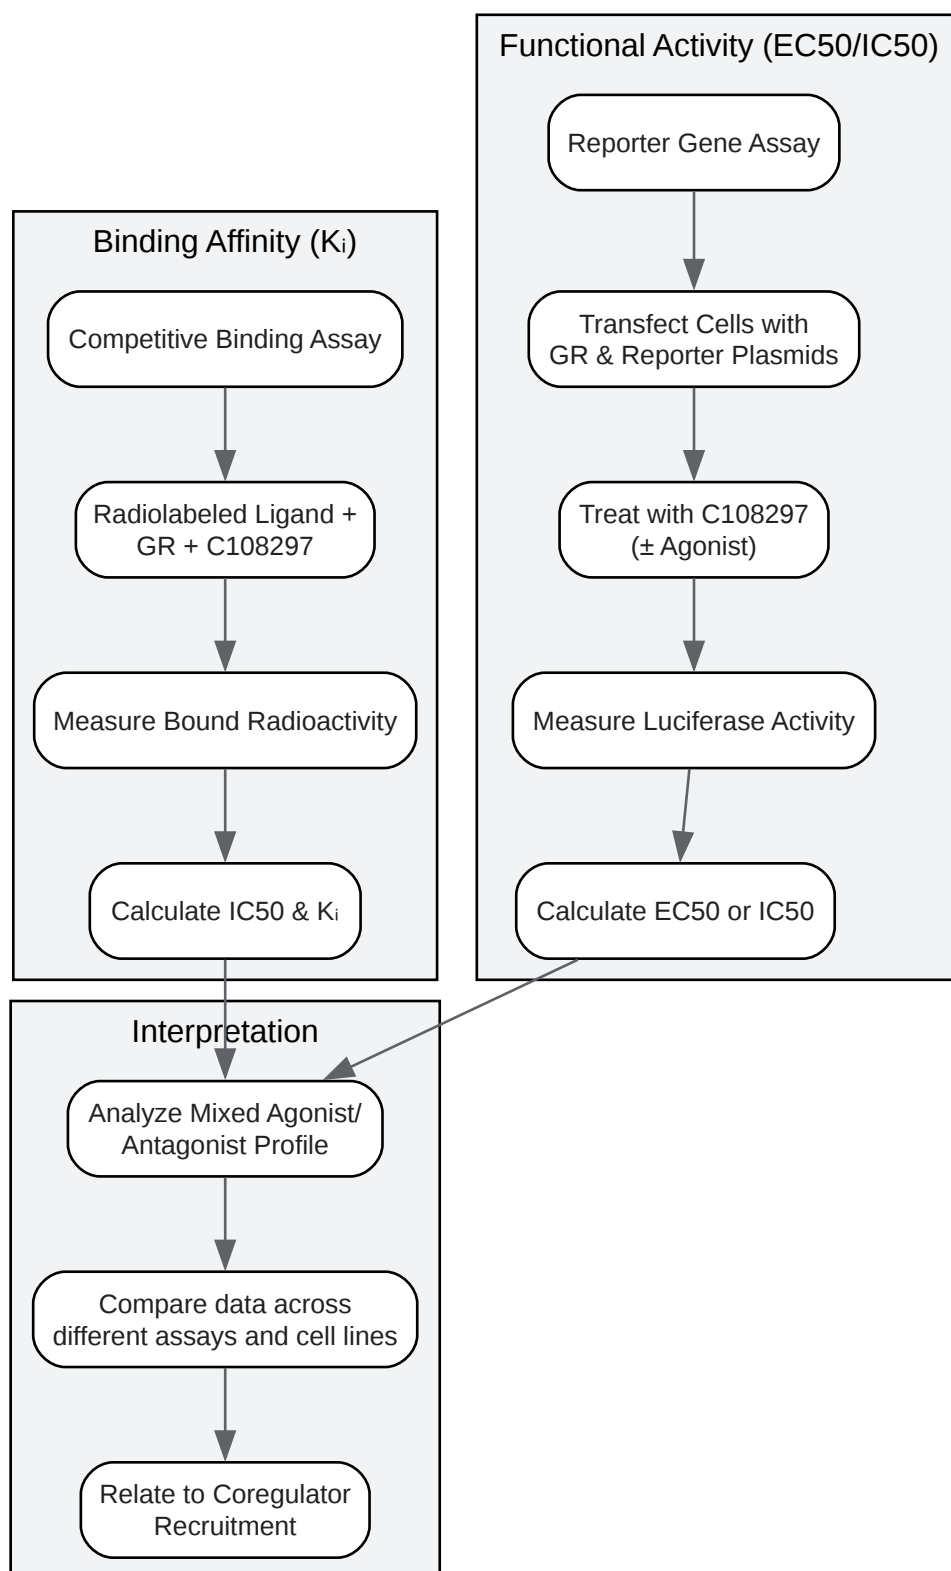 Functional Activity (EC50/IC50)
Reporter Gene Assay
Transfect Cells with
GR & Reporter Plasmids
Treat with C108297
(± Agonist)
Measure Luciferase Activity
Calculate EC50 or IC50
Binding Affinity (Kᵢ)
Competitive Binding Assay
Radiolabeled Ligand +
GR + C108297
Measure Bound Radioactivity
Calculate IC50 & Kᵢ
Interpretation
Analyze Mixed Agonist/
Antagonist Profile
Compare data across
different assays and cell lines
Relate to Coregulator
Recruitment